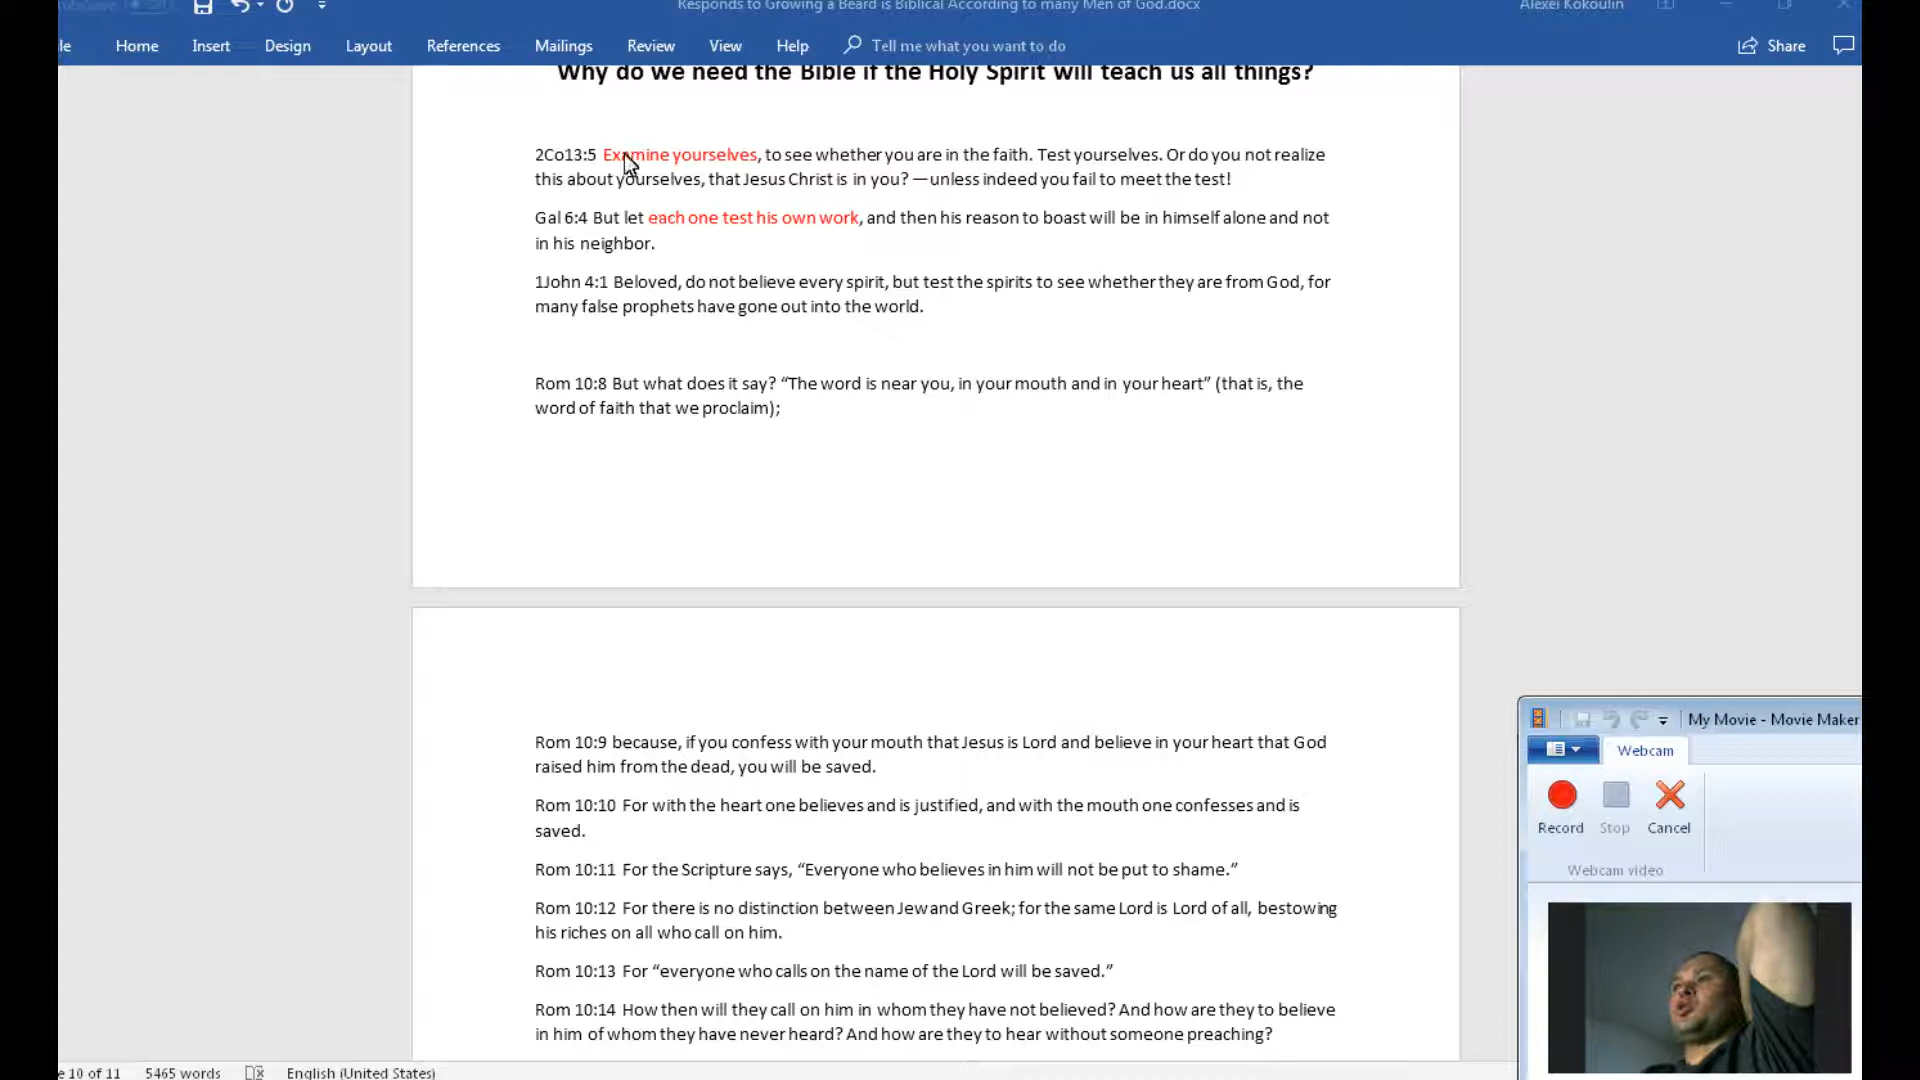 Responds to Growing a Beard is Biblical According to many Men of God.docx
Alexei Kokoulin
le Home Insert Design Layout References Mailings Review View Help Tell me what you want to do Share
Why do we need the Bible if the Holy Spirit will teach us all things?
2Co13:5 Examine yourselves, to see whether you are in the faith. Test yourselves. Or do you not realize
this about yourselves, that Jesus Christ is in you? —unless indeed you fail to meet the test!
Gal 6:4 But let each one test his own work, and then his reason to boast will be in himself alone and not
in his neighbor.
1John 4:1 Beloved, do not believe every spirit, but test the spirits to see whether they are from God, for
many false prophets have gone out into the world.
Rom 10:8 But what does it say? “The word is near you, in your mouth and in your heart” (that is, the
word of faith that we proclaim);
Rom 10:9 because, if you confess with your mouth that Jesus is Lord and believe in your heart that God
raised him from the dead, you will be saved.
Rom 10:10 For with the heart one believes and is justified, and with the mouth one confesses and is
saved.
Rom 10:11 For the Scripture says, “Everyone who believes in him will not be put to shame.”
Rom 10:12 For there is no distinction between Jew and Greek; for the same Lord is Lord of all, bestowing
his riches on all who call on him.
Rom 10:13 For “everyone who calls on the name of the Lord will be saved.”
Rom 10:14 How then will they call on him in whom they have not believed? And how are they to believe
in him of whom they have never heard? And how are they to hear without someone preaching?
My Movie - Movie Maker
Webcam
Record Stop Cancel
Webcam video
e 10 of 11 5465 words English (United States)